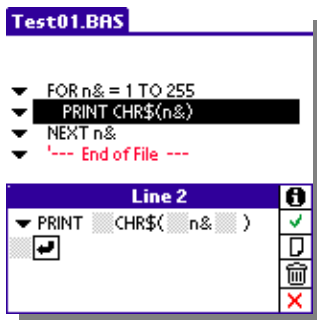 Test01.BAS
FOR n& = 1 TO 255
PRINT CHR$(n&)
NEXT n&
'--- End of File ---
Line 2
PRINT CHR$( n& )